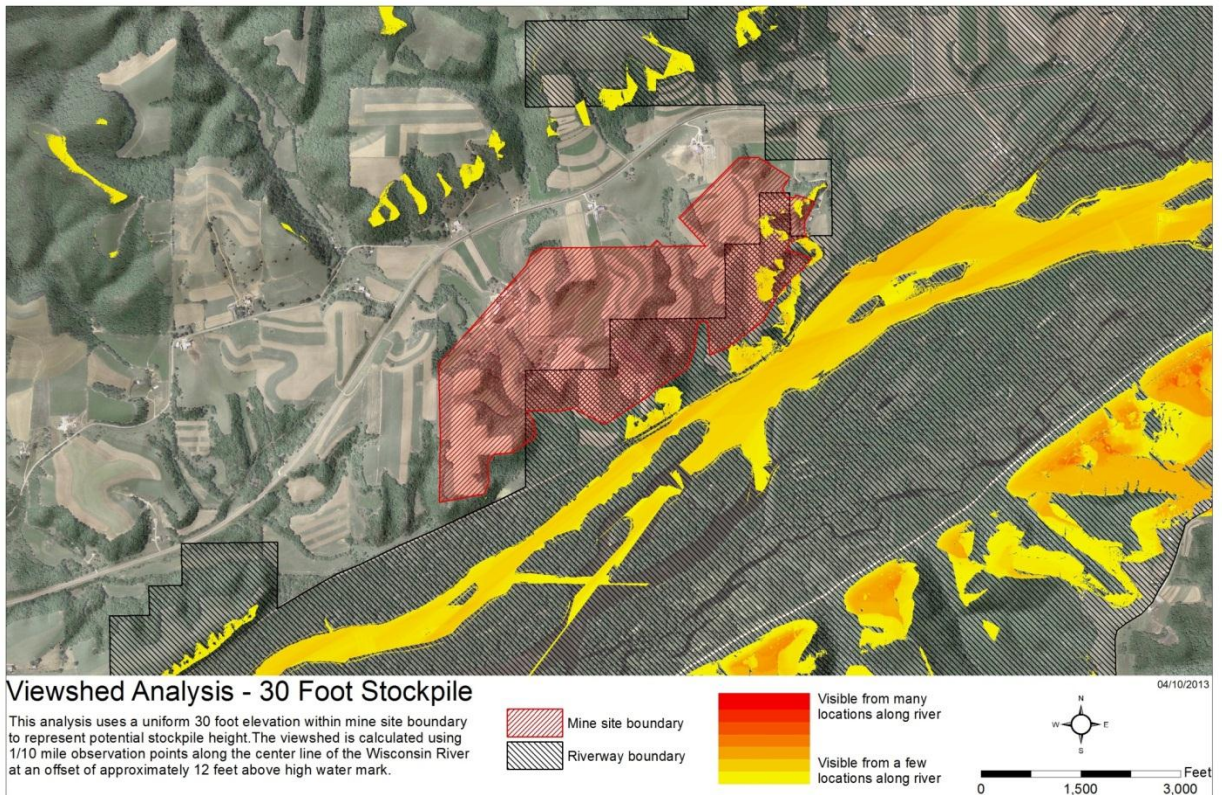 04/10/2013
Viewshed Analysis - 30 Foot Stockpile
This analysis uses a uniform 30 foot elevation within mine site boundary
to represent potential stockpile height.The viewshed is calculated using
1/10 mile observation points along the center line of the Wisconsin River
at an offset of approximately 12 feet above high water mark.
Mine site boundary
Riverway boundary
Visible from many
locations along river
Visible from a few
locations along river
N
W
E
S
Feet
0
1,500
3,000